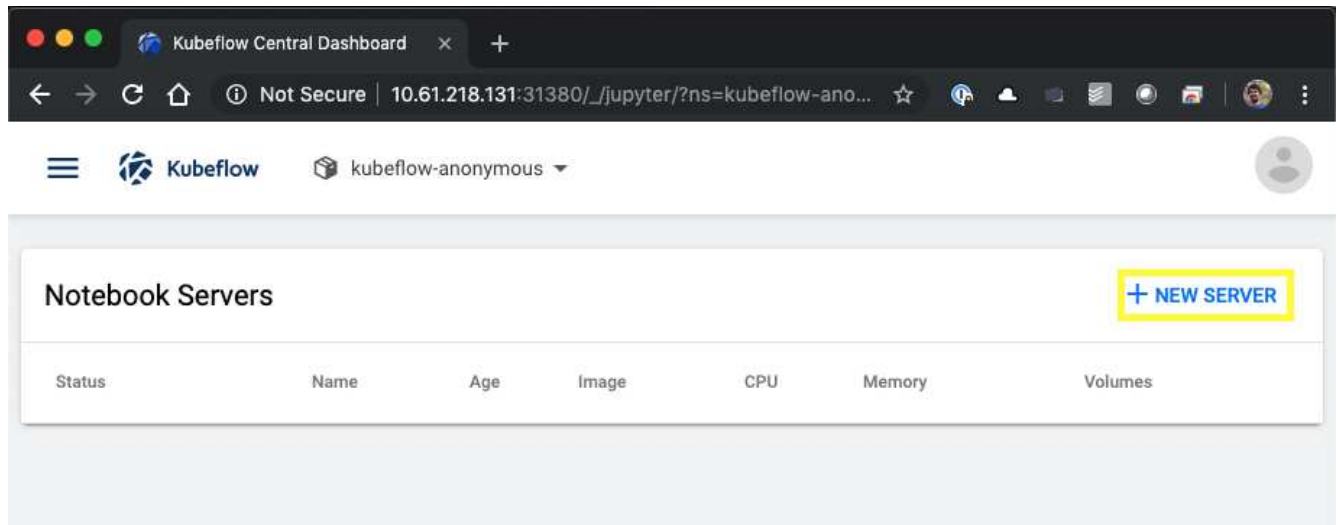 Kubeflow Central Dashboard
Not Secure | 10.61.218.131:31380/_/jupyter/?ns=kubeflow-ano...
Kubeflow kubeflow-anonymous
Notebook Servers + NEW SERVER
Status Name Age Image CPU Memory Volumes